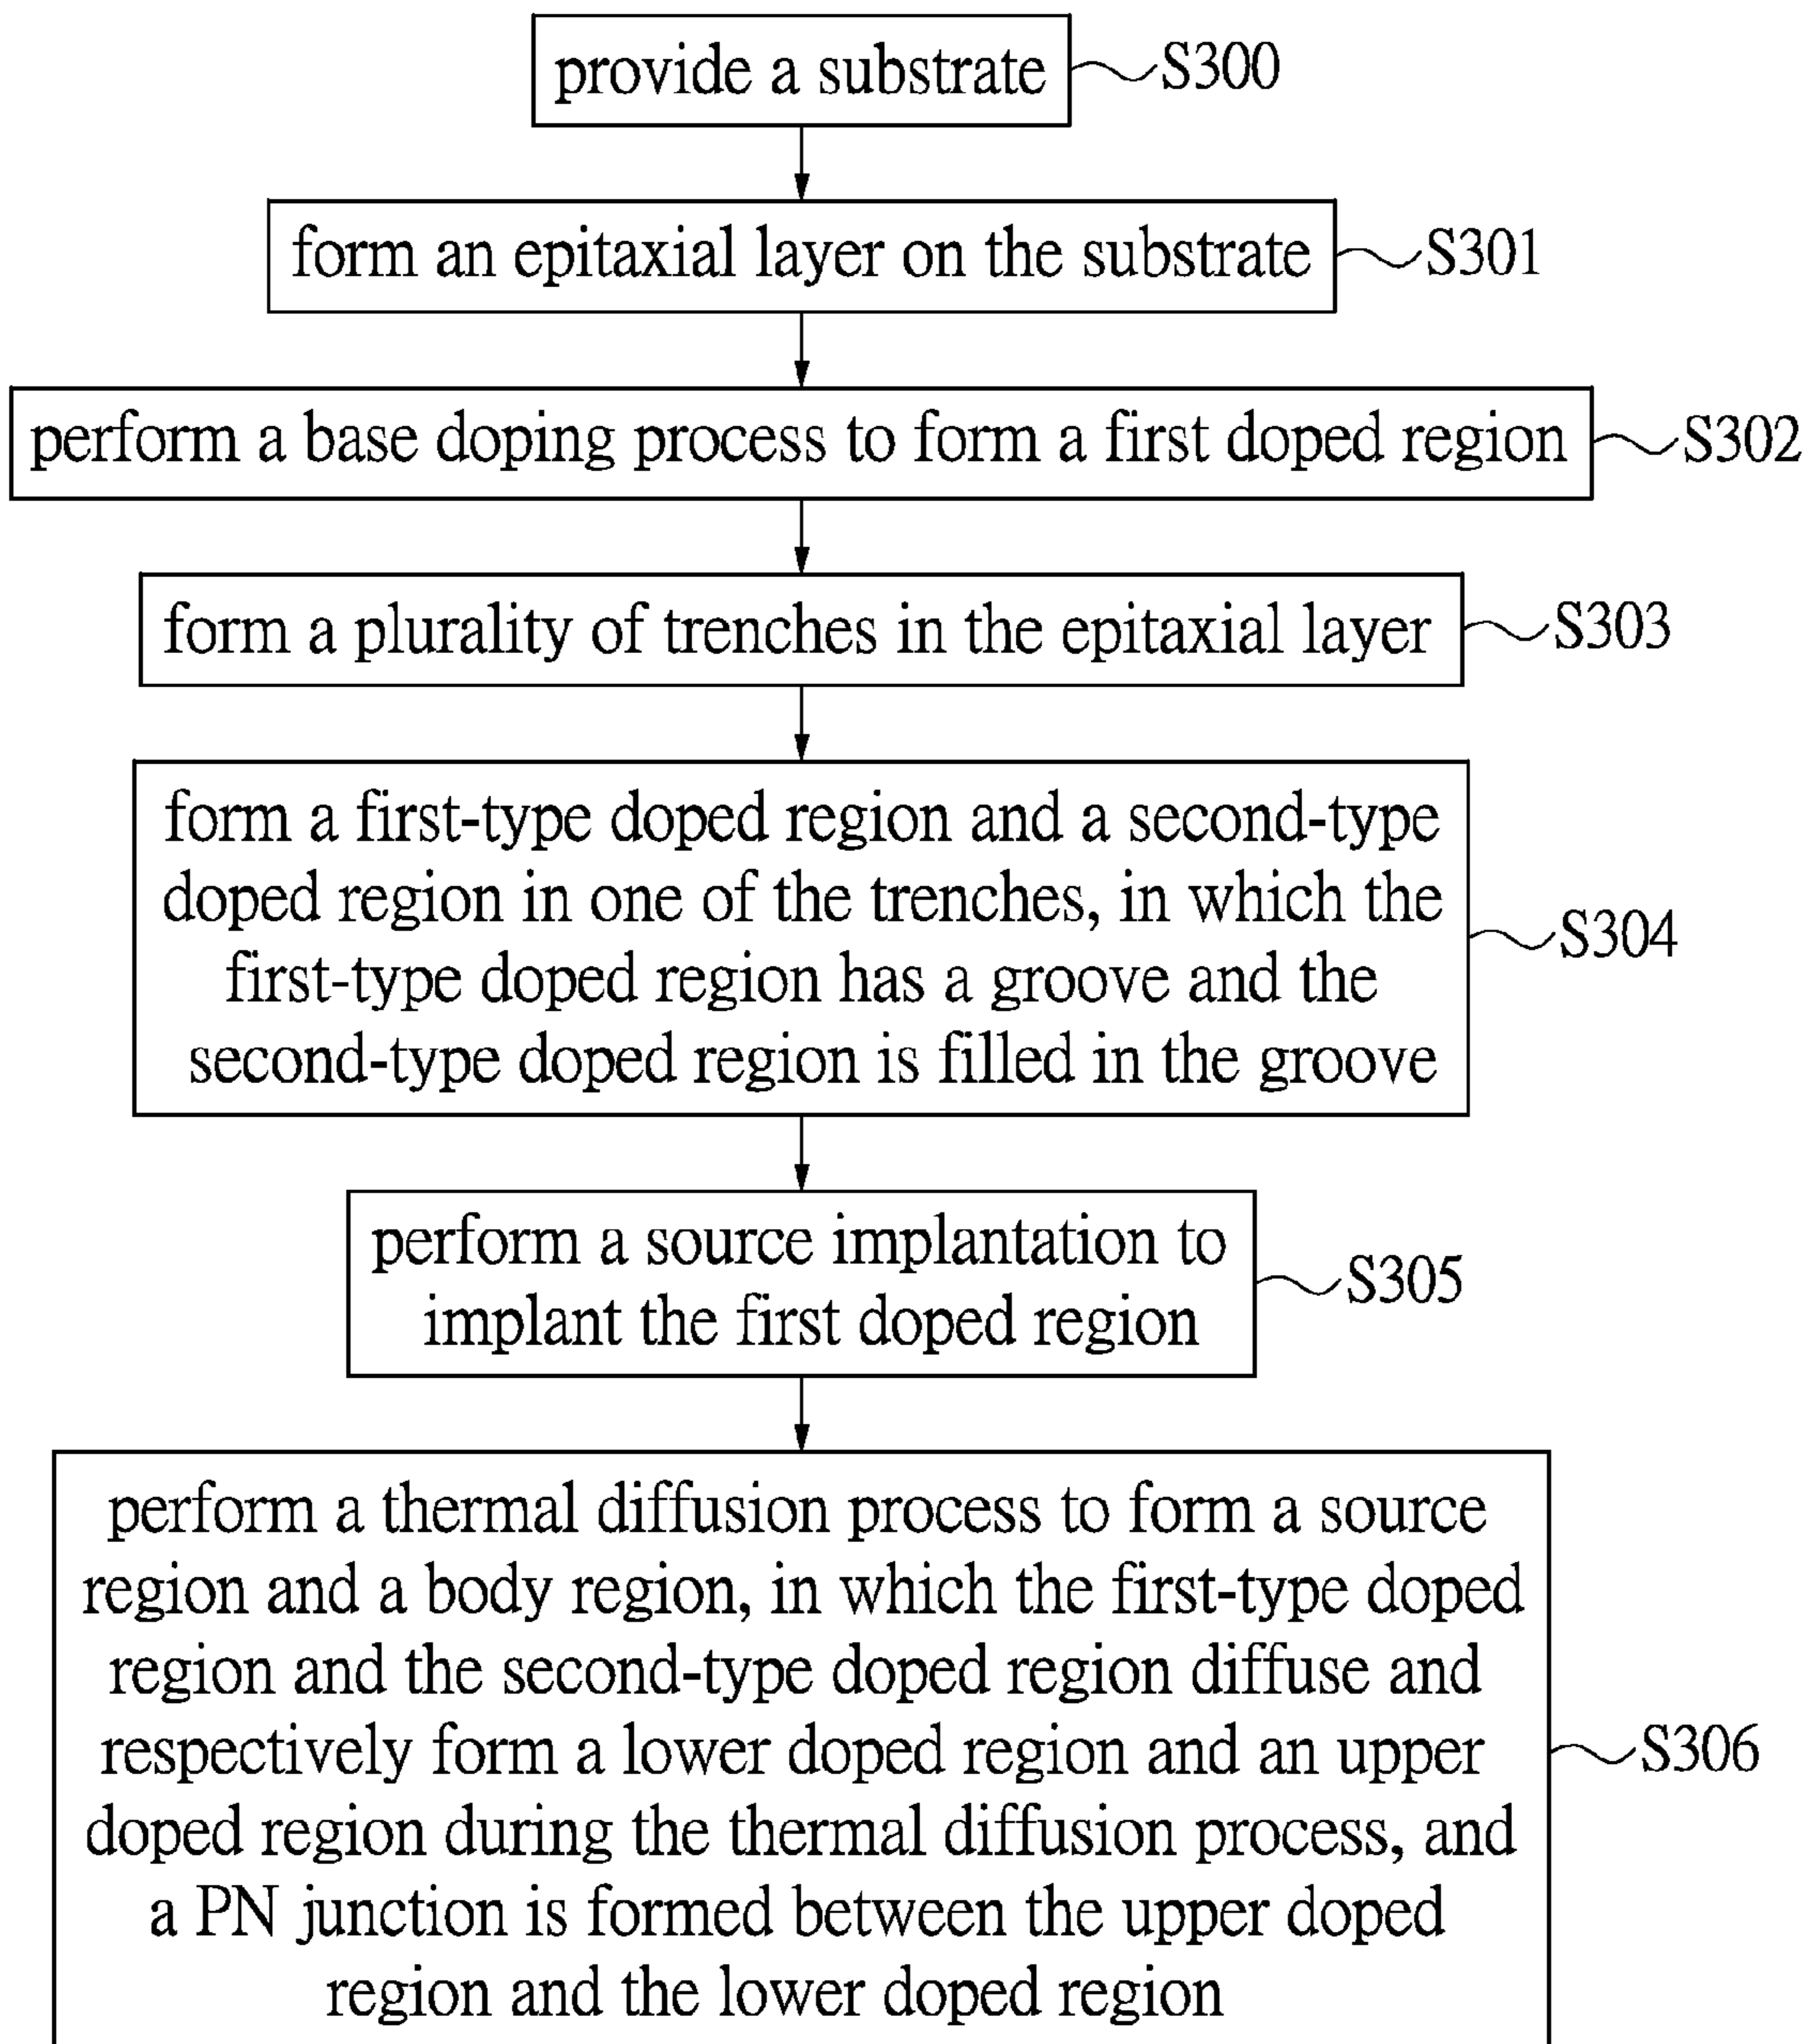 provide a substrate
S300
form an epitaxial layer on the substrate
S301
perform a base doping process to form a first doped region
S302
form a plurality of trenches in the epitaxial layer
S303
form a first-type doped region and a second-type
doped region in one of the trenches, in which the
first-type doped region has a groove and the
second-type doped region is filled in the groove
S304
perform a source implantation to
implant the first doped region
S305
perform a thermal diffusion process to form a source
region and a body region, in which the first-type doped
region and the second-type doped region diffuse and
respectively form a lower doped region and an upper
doped region during the thermal diffusion process, and
a PN junction is formed between the upper doped
region and the lower doped region
S306